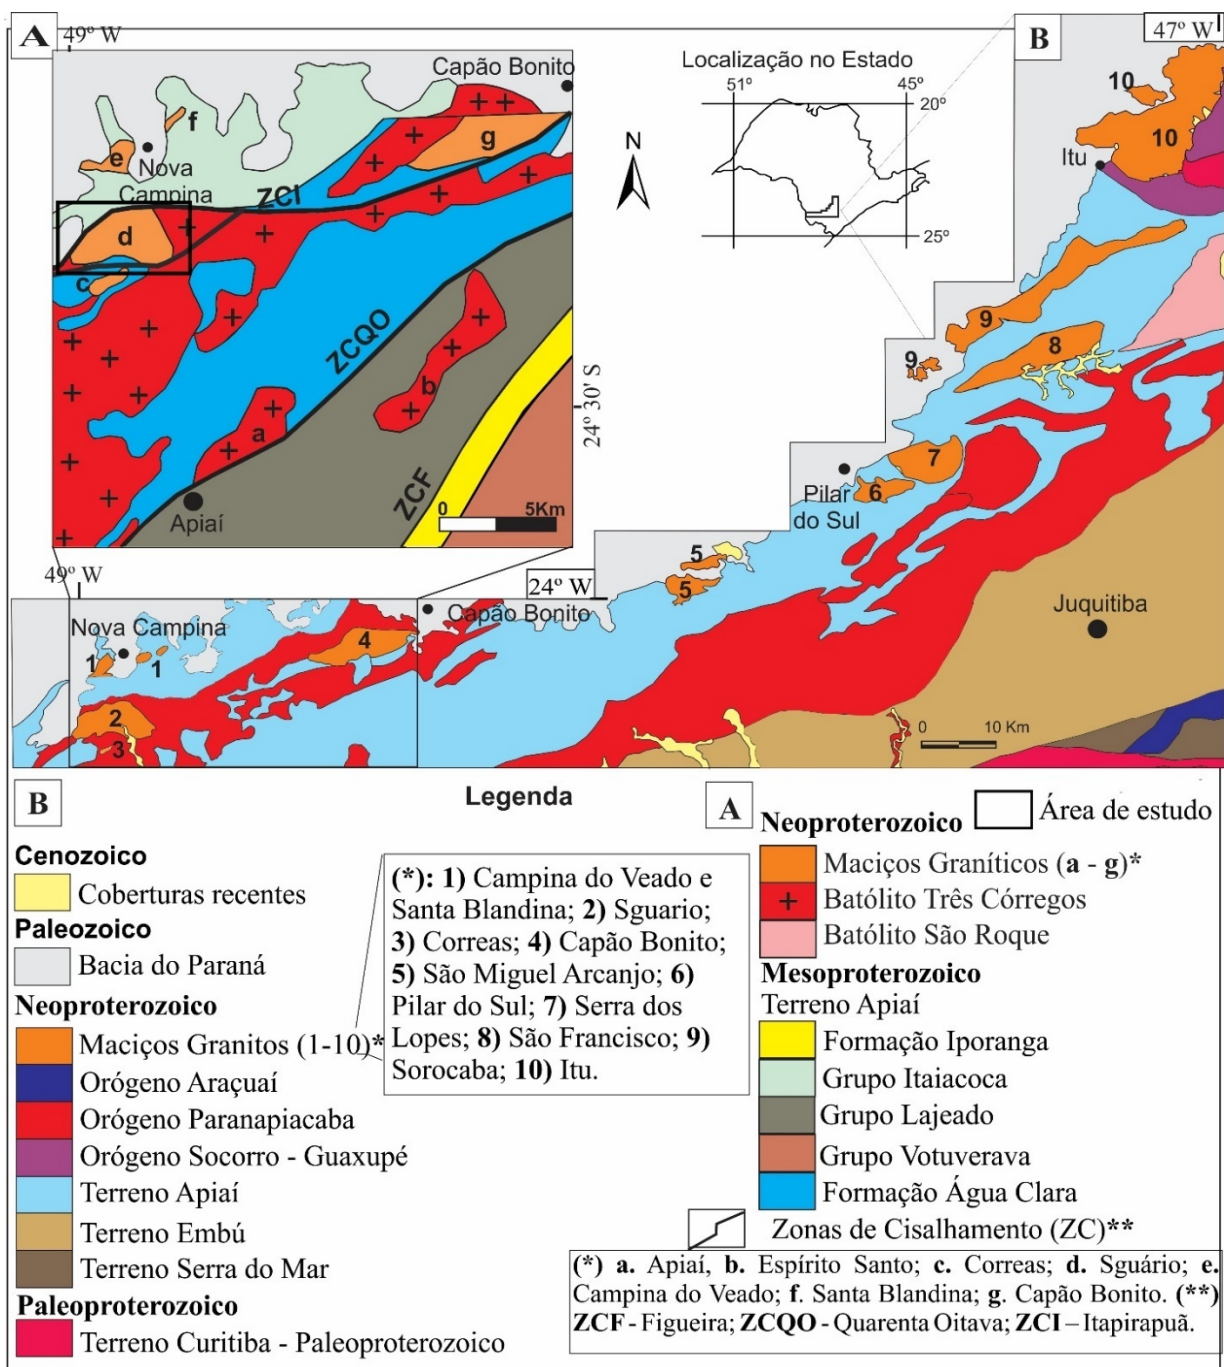 A
49º W
Capão Bonito
f
e
Nova
Campina
g
ZCI
d
c
ZCQO
b
a
ZCF
Apiaí
0 5Km
24º 30' S
Localização no Estado
51º 45º
20º
25º
N
B
47º W
10
10
Itu
9
9
8
7
Pilar
do Sul
6
5
5
24º W
49º W
Capão Bonito
Nova Campina
1
1
4
2
3
Juquitiba
0 10 Km
B
Legenda
Cenozoico
Coberturas recentes
Paleozoico
Bacia do Paraná
Neoproterozoico
Maciços Granitos (1-10)*
Orógeno Araçuaí
Orógeno Paranapiacaba
Orógeno Socorro - Guaxupé
Terreno Apiaí
Terreno Embú
Terreno Serra do Mar
Paleoproterozoico
Terreno Curitiba - Paleoproterozoico
(*): 1) Campina do Veado e
Santa Blandina; 2) Sguario;
3) Correas; 4) Capão Bonito;
5) São Miguel Arcanjo; 6)
Pilar do Sul; 7) Serra dos
Lopes; 8) São Francisco; 9)
Sorocaba; 10) Itu.
A
Área de estudo
Neoproterozoico
Maciços Graníticos (a - g)*
Batólito Três Córregos
Batólito São Roque
Mesoproterozoico
Terreno Apiaí
Formação Iporanga
Grupo Itaiacoca
Grupo Lajeado
Grupo Votuverava
Formação Água Clara
Zonas de Cisalhamento (ZC)**
(*) a. Apiaí, b. Espírito Santo; c. Correas; d. Sguário; e.
Campina do Veado; f. Santa Blandina; g. Capão Bonito. (**)
ZCF - Figueira; ZCQO - Quarenta Oitava; ZCI – Itapirapuã.